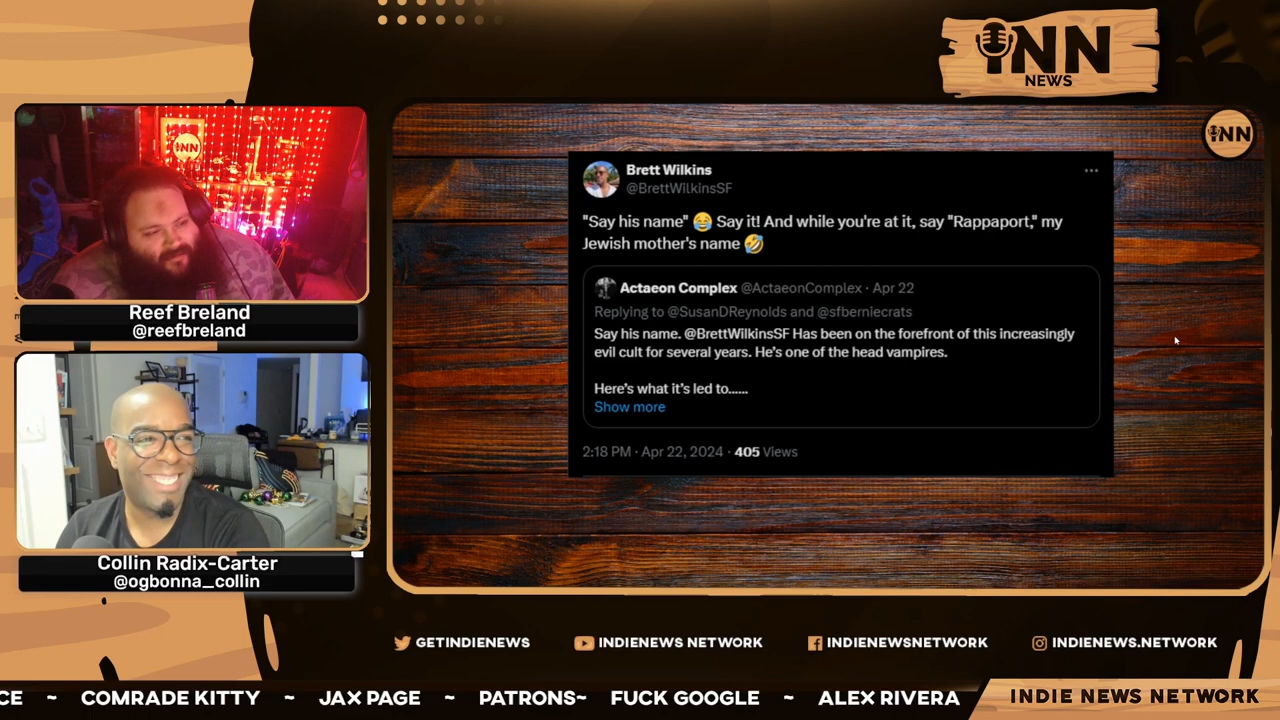 iNN
NEWS
iNN
iNN
Reef Breland
@reefbreland
Collin Radix-Carter
@ogbonna_collin
Brett Wilkins
@BrettWilkinsSF
"Say his name" 😂 Say it! And while you're at it, say "Rappaport," my
Jewish mother's name 🤣
Actaeon Complex @ActaeonComplex · Apr 22
Replying to @SusanDReynolds and @sfberniecrats
Say his name. @BrettWilkinsSF Has been on the forefront of this increasingly
evil cult for several years. He's one of the head vampires.
Here's what it's led to......
Show more
2:18 PM · Apr 22, 2024 · 405 Views
GETINDIENEWS
INDIENEWS NETWORK
INDIENEWSNETWORK
INDIENEWS.NETWORK
CE ~ COMRADE KITTY ~ JAX PAGE ~ PATRONS~ FUCK GOOGLE ~ ALEX RIVERA
INDIE NEWS NETWORK